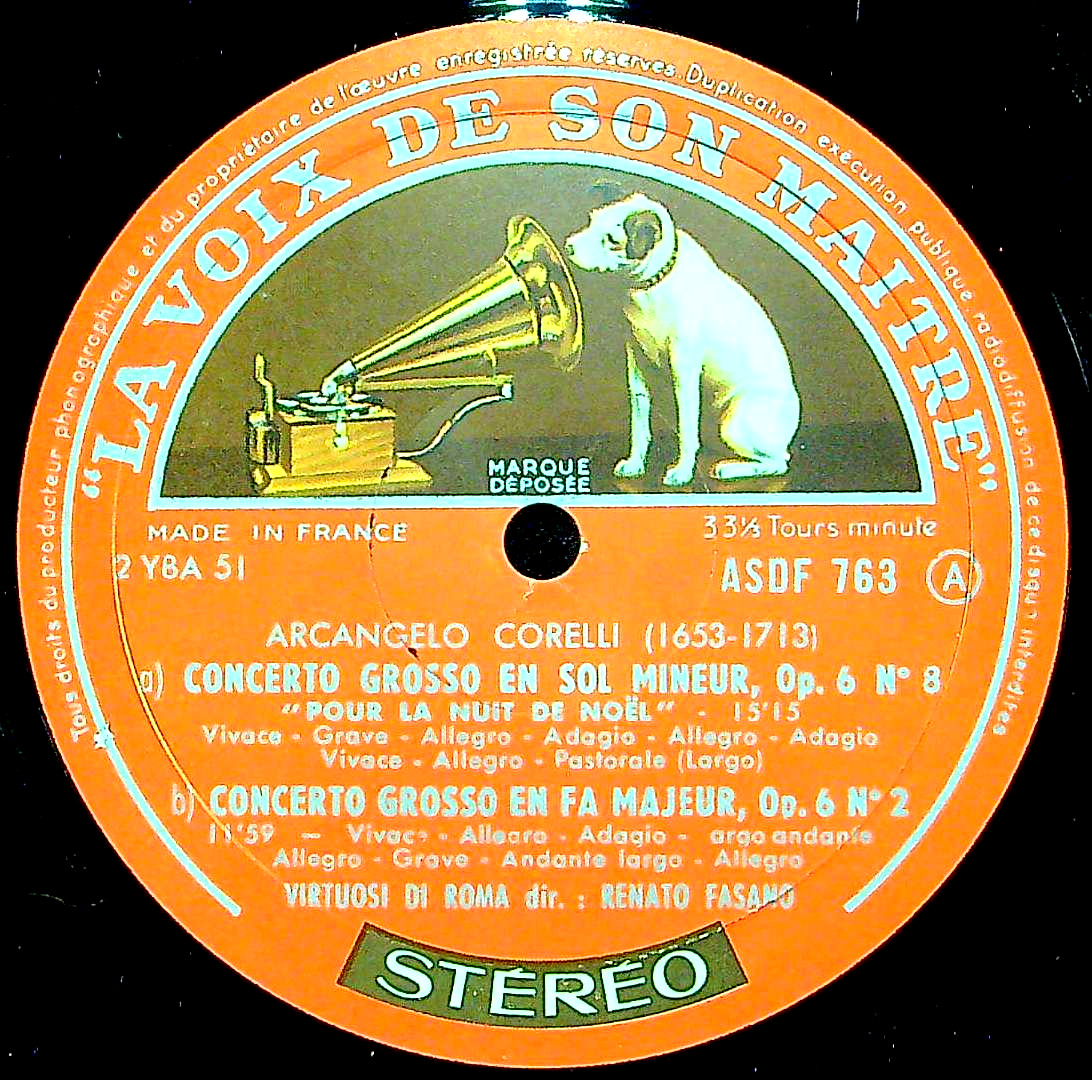 Tous droits du producteur phonographique et du propriétaire de l'œuvre enregistrée réservés. Duplication exécution publique radiodiffusion de ce disqu interdites
"LA VOIX DE SON MAITRE"
MARQUE
DÉPOSÉE
MADE IN FRANCE
33⅓ Tours minute
2 YBA 51
ASDF 763 A
ARCANGELO CORELLI (1653-1713)
a) CONCERTO GROSSO EN SOL MINEUR, Op. 6 N° 8
"POUR LA NUIT DE NOËL" - 15'15
Vivace - Grave - Allegro - Adagio - Allegro - Adagio
Vivace - Allegro - Pastorale (Largo)
b) CONCERTO GROSSO EN FA MAJEUR, Op. 6 N° 2
11'59 — Vivace - Allegro - Adagio - argo andante
Allegro - Grave - Andante largo - Allegro
VIRTUOSI DI ROMA dir. : RENATO FASANO
STÉRÉO